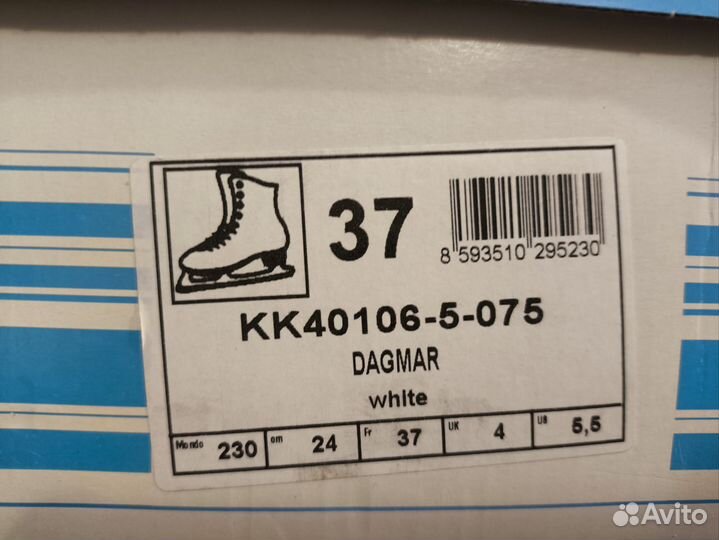 37
8 593510 295230
KK40106-5-075
DAGMAR
white
Mondo 230 cm 24 Fr 37 UK 4 US 5,5
Avito